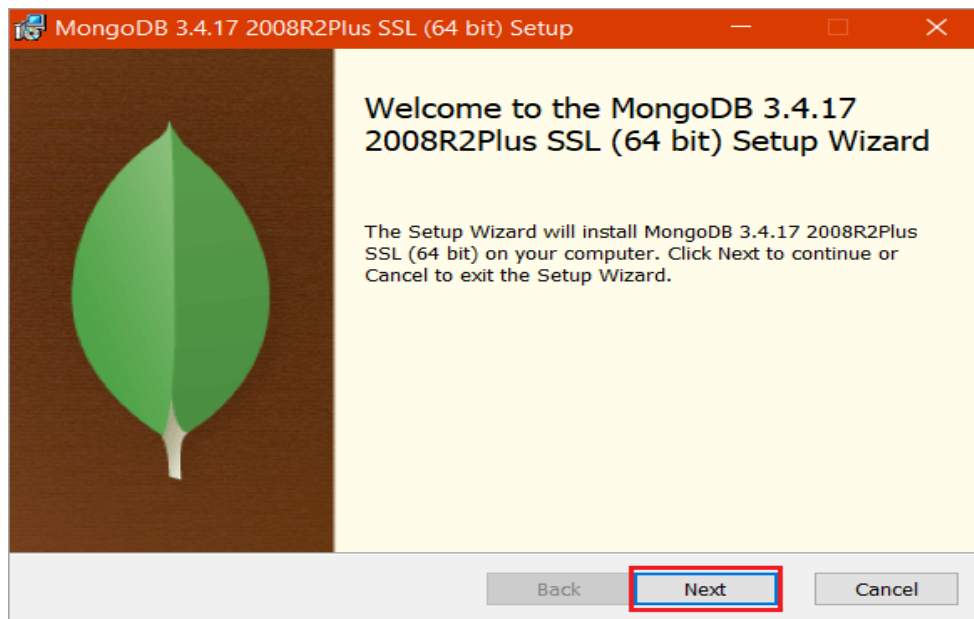 MongoDB 3.4.17 2008R2Plus SSL (64 bit) Setup
Welcome to the MongoDB 3.4.17
2008R2Plus SSL (64 bit) Setup Wizard
The Setup Wizard will install MongoDB 3.4.17 2008R2Plus
SSL (64 bit) on your computer. Click Next to continue or
Cancel to exit the Setup Wizard.
Back Next Cancel